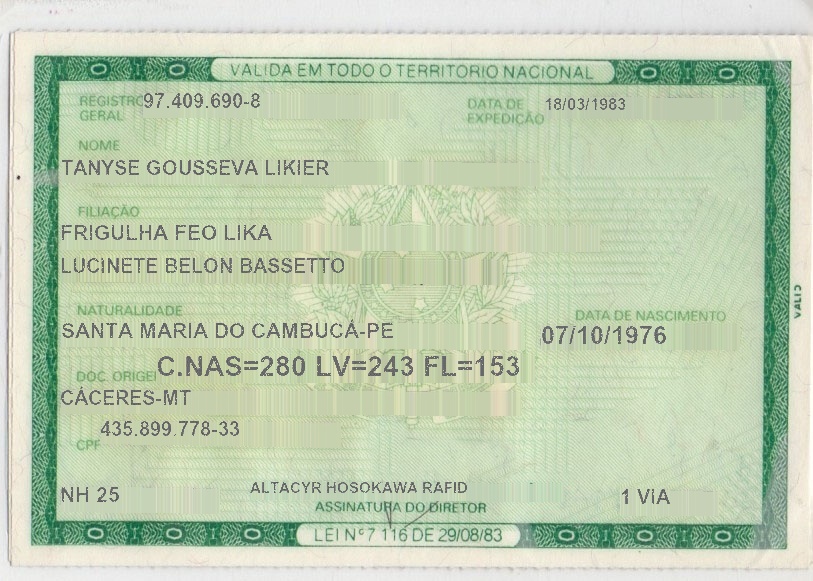 VALIDA EM TODO O TERRITORIO NACIONAL
REGISTRO GERAL 97.409.690-8 DATA DE EXPEDIÇÃO 18/03/1983
NOME
TANYSE GOUSSEVA LIKIER
FILIAÇÃO
FRIGULHA FEO LIKA
LUCINETE BELON BASSETTO
NATURALIDADE DATA DE NASCIMENTO
SANTA MARIA DO CAMBUCÁ-PE 07/10/1976
DOC. ORIGEM C.NAS=280 LV=243 FL=153
CÁCERES-MT
435.899.778-33
CPF
NH 25 ALTACYR HOSOKAWA RAFID 1 VIA
ASSINATURA DO DIRETOR
LEI Nº 7 116 DE 29/08/83
VALID